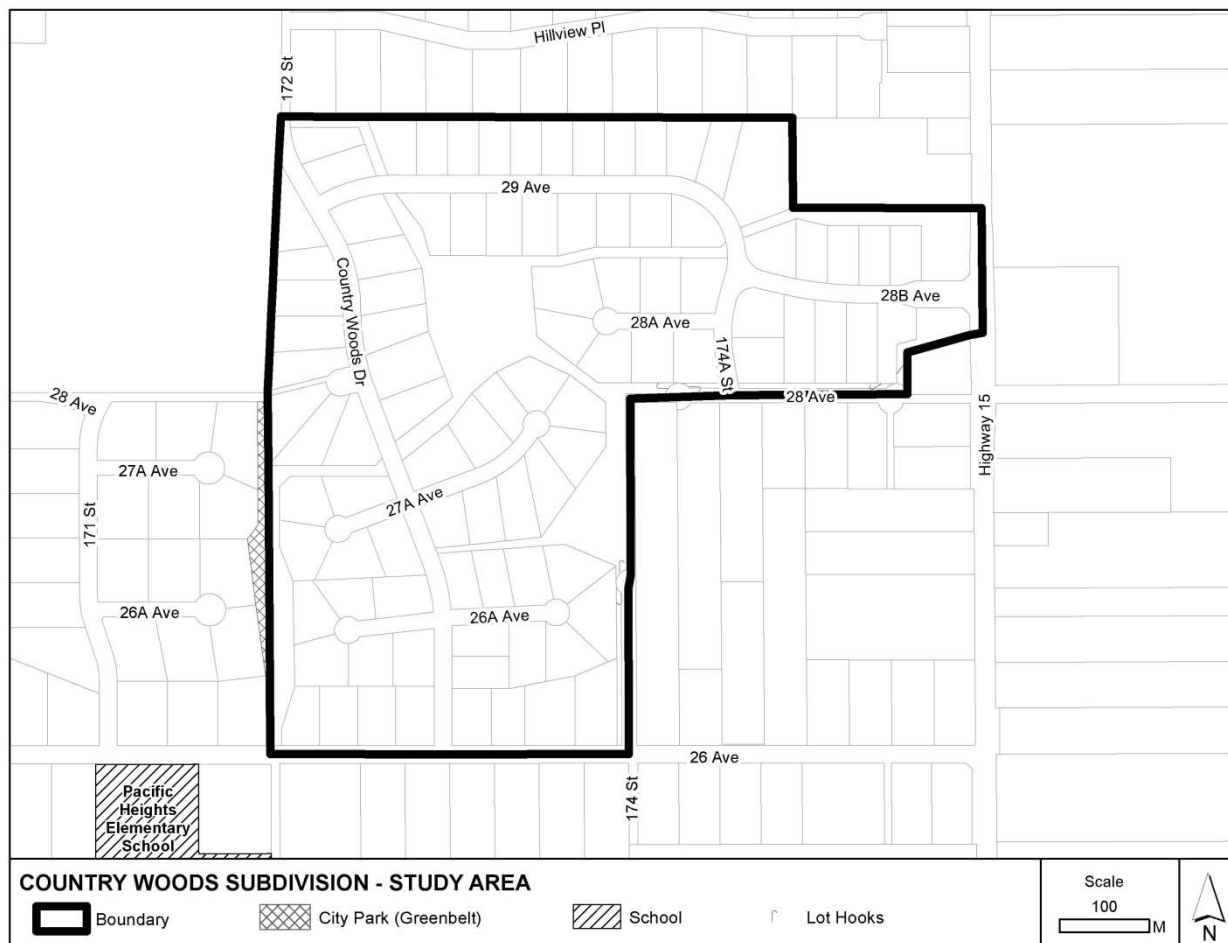 Hillview Pl
172 St
29 Ave
Country Woods Dr
28B Ave
28A Ave
174A St
28 Ave
28 Ave
Highway 15
27A Ave
27A Ave
171 St
26A Ave
26A Ave
26 Ave
174 St
Pacific
Heights
Elementary
School
COUNTRY WOODS SUBDIVISION - STUDY AREA
Boundary
City Park (Greenbelt)
School
Lot Hooks
Scale
100
M
N